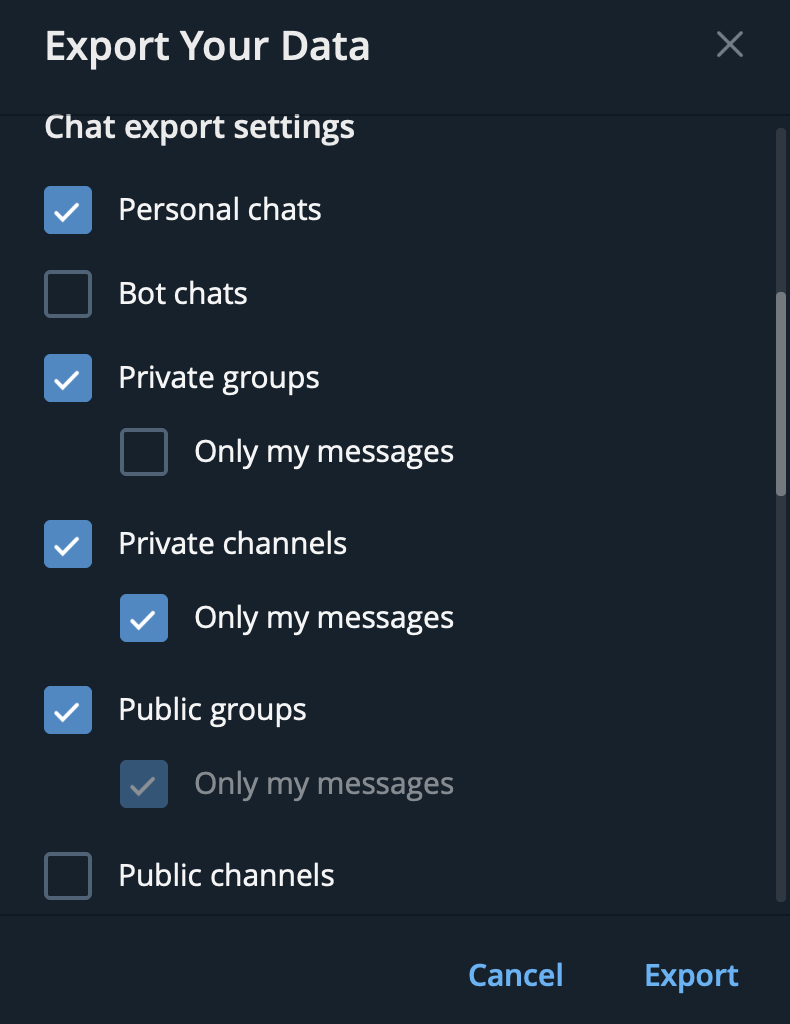 Export Your Data
Chat export settings
Personal chats
Bot chats
Private groups
Only my messages
Private channels
Only my messages
Public groups
Only my messages
Public channels
Cancel Export